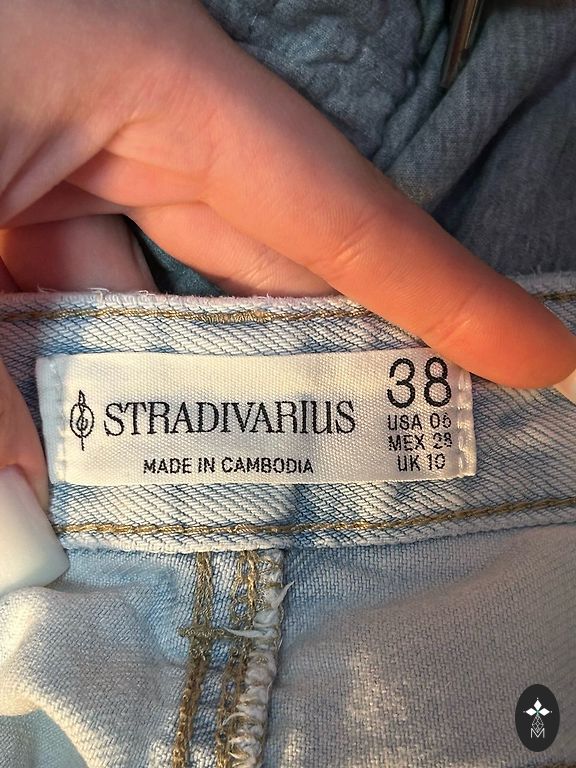 STRADIVARIUS
MADE IN CAMBODIA
38
USA 06
MEX 28
UK 10
M